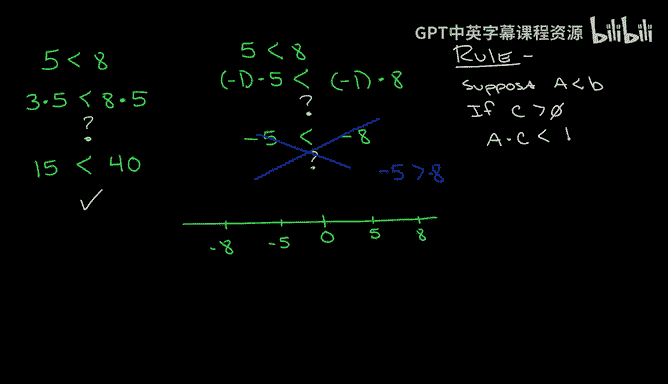 GPT中英字幕课程资源 bilibili
5 < 8
3·5 < 8·5
?
15 < 40
✓
5 < 8
(-1)·5 < (-1)·8
?
-5 < -8
?
-5 > -8
-8 -5 0 5 8
RULE -
Suppose A < b
If C > 0
A·C <